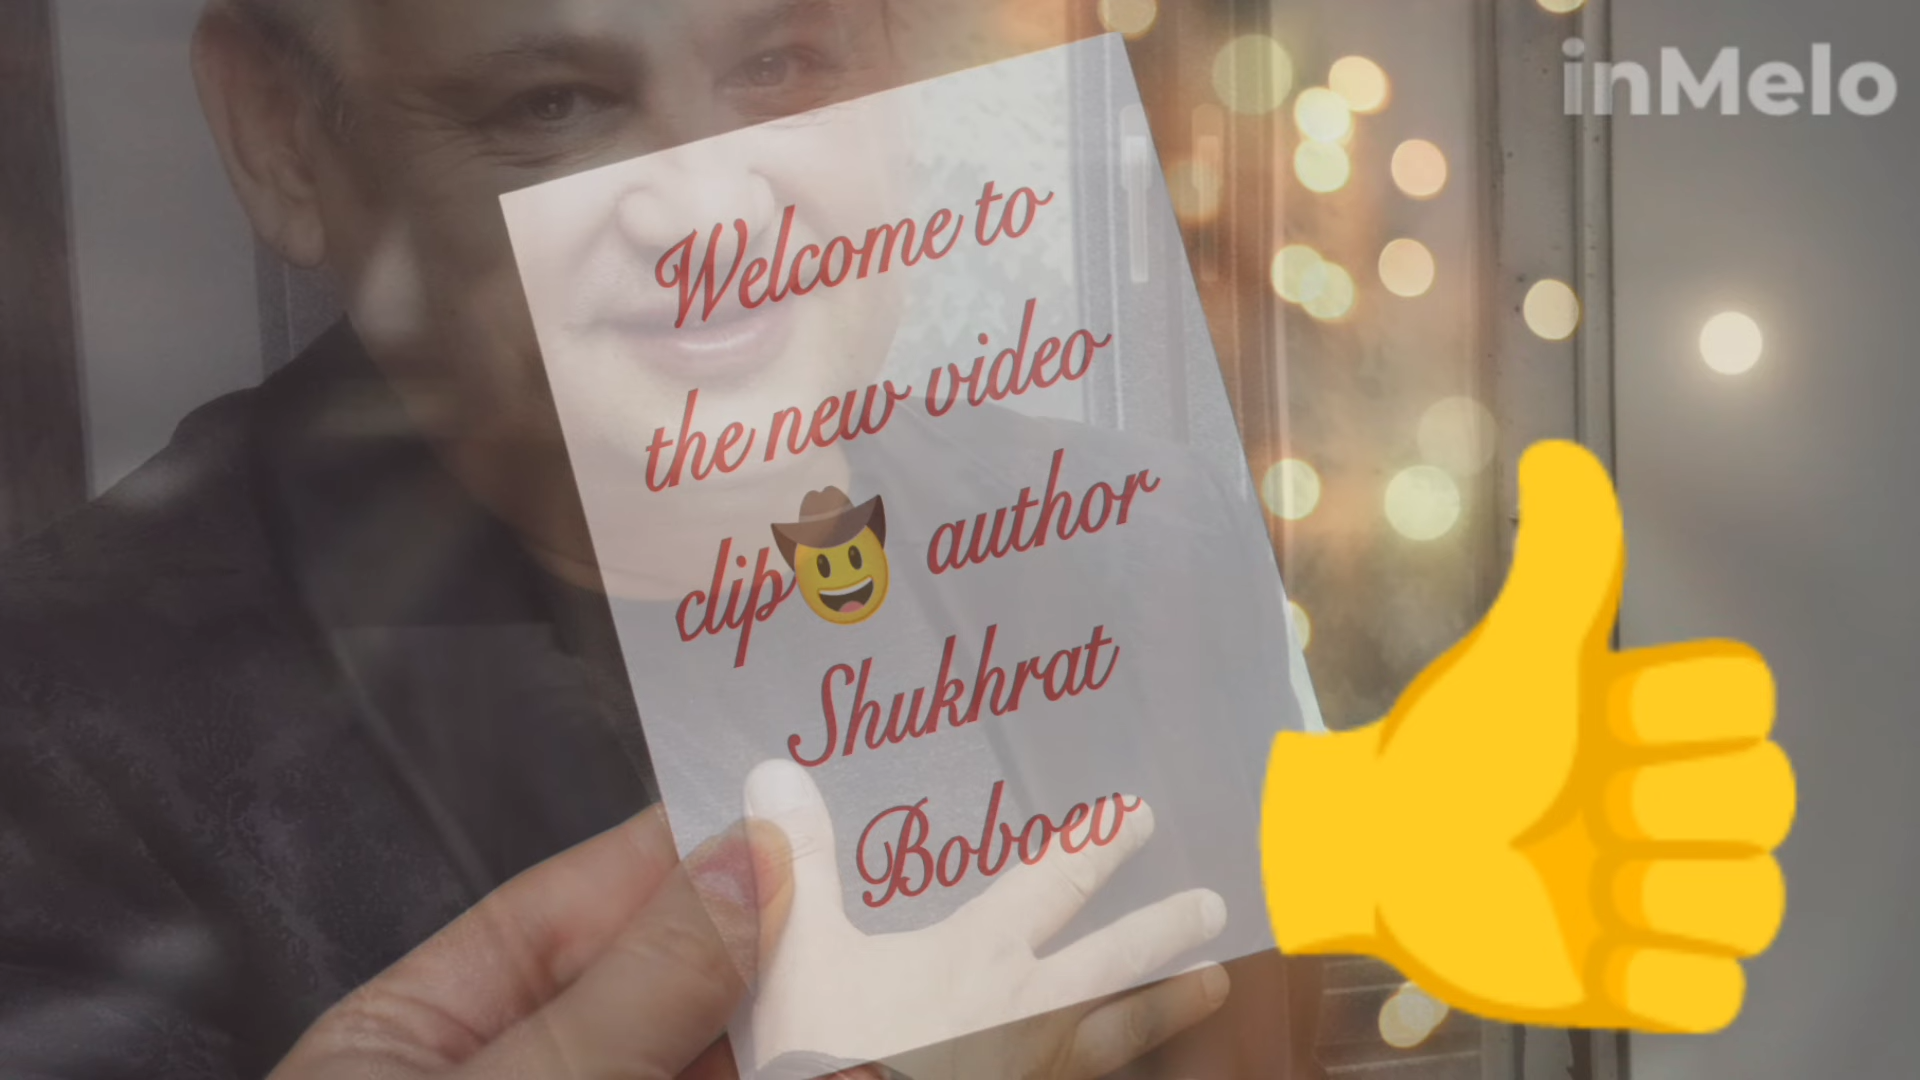 inMelo
Welcome to
the new video
clip🤠 author
Shukhrat
Boboev